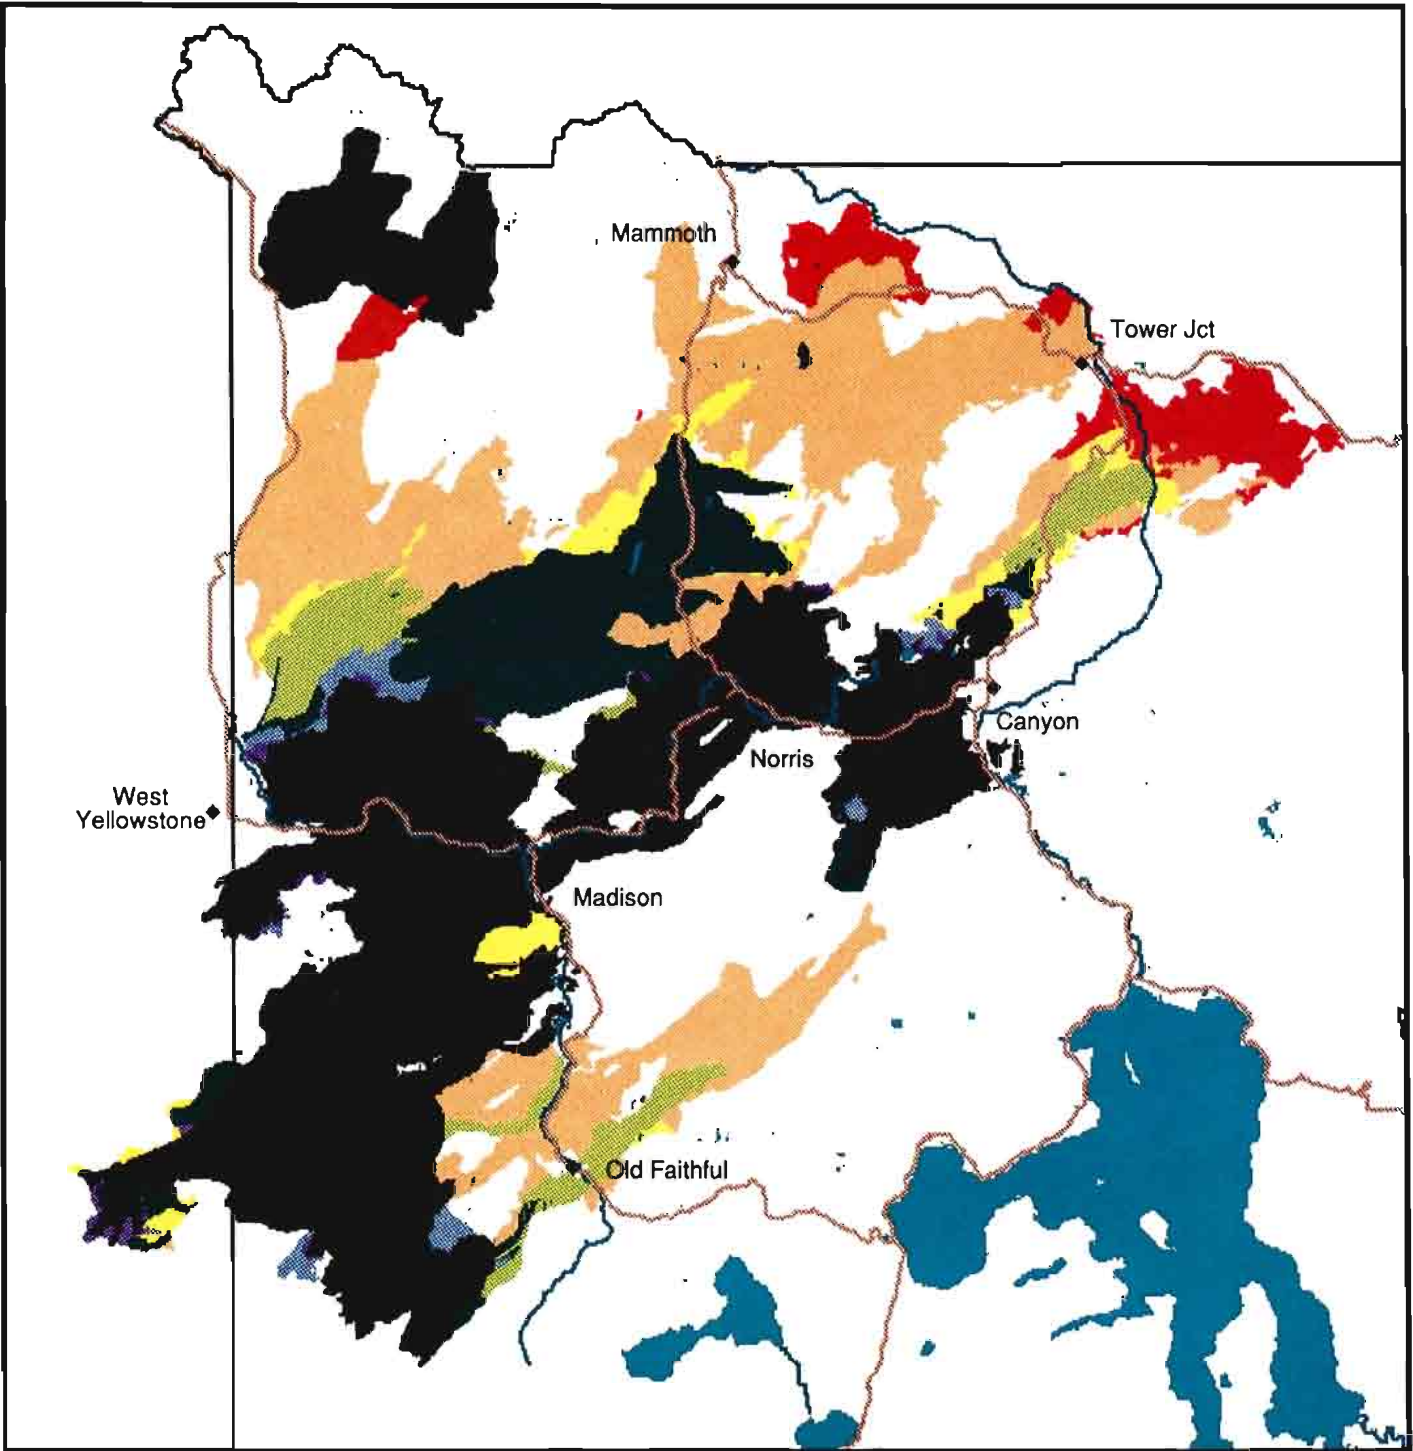 Mammoth
Tower Jct
Canyon
Norris
West
Yellowstone
Madison
Old Faithful